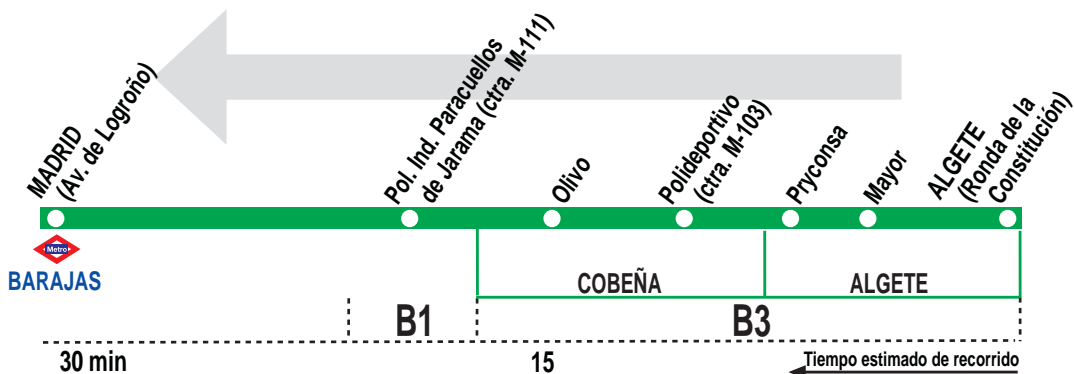 MADRID
(Av. de Logroño)
Pol. Ind. Paracuellos
de Jarama (ctra. M-111)
Olivo
Polideportivo
(ctra. M-103)
Pryconsa
Mayor
ALGETE
(Ronda de la
Constitución)
Metro
BARAJAS
COBEÑA
ALGETE
B1
B3
30 min
15
Tiempo estimado de recorrido